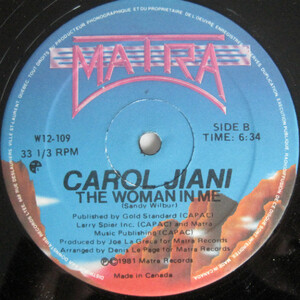 MATRA
W12-109
33 1/3 RPM
SIDE B
TIME: 6:34
CAROL JIANI
THE WOMAN IN ME
(Sandy Wilbur)
Published by Gold Standard (CAPAC)
Larry Spier Inc. (CAPAC) and Matra
Music Publishing (CAPAC)
Produced by Joe La Greca for Matra Records
Arranged by Denis Le Page for Matra Records
© 1981 Matra Records
Made in Canada